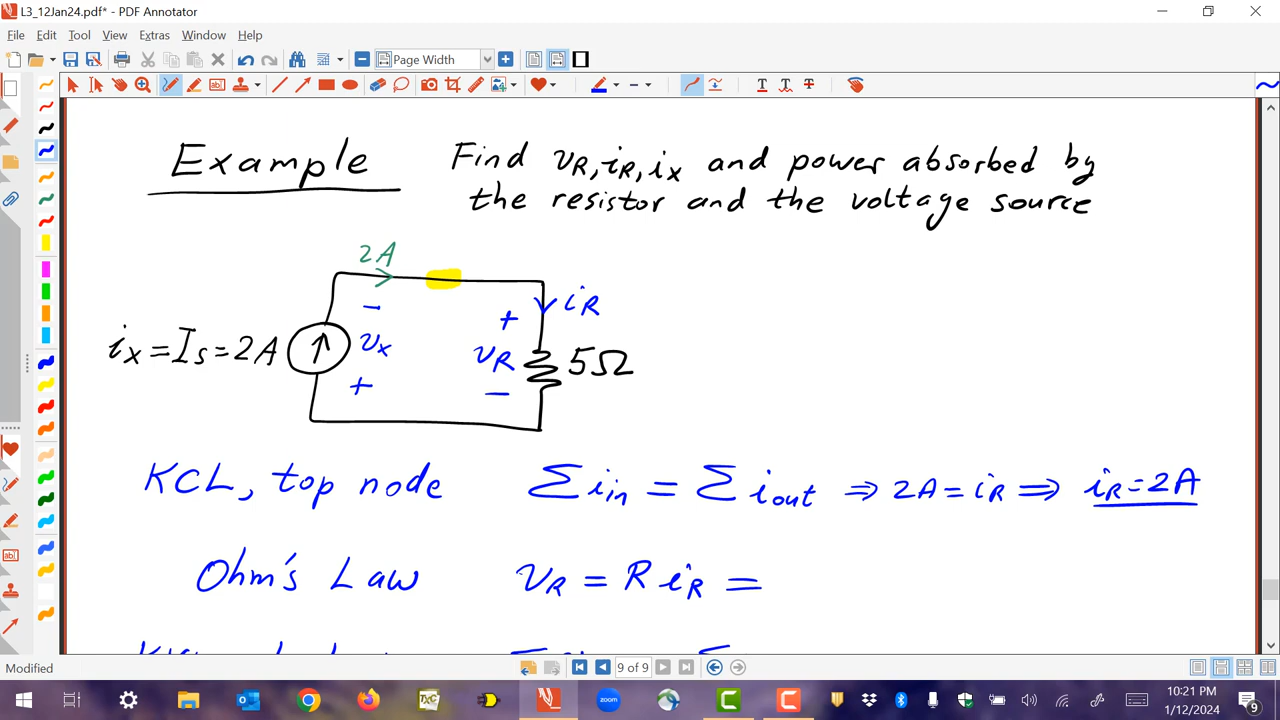 L3_12Jan24.pdf* - PDF Annotator
File Edit Tool View Extras Window Help
Page Width
Example Find vR, iR, ix and power absorbed by
the resistor and the voltage source
2A
iR
- +
ix = Is = 2A vx vR 5Ω
+ -
KCL, top node Σ iin = Σ iout ⇒ 2A = iR ⇒ iR = 2A
Ohm's Law vR = R iR =
Modified 9 of 9
zoom
10:21 PM
1/12/2024
9